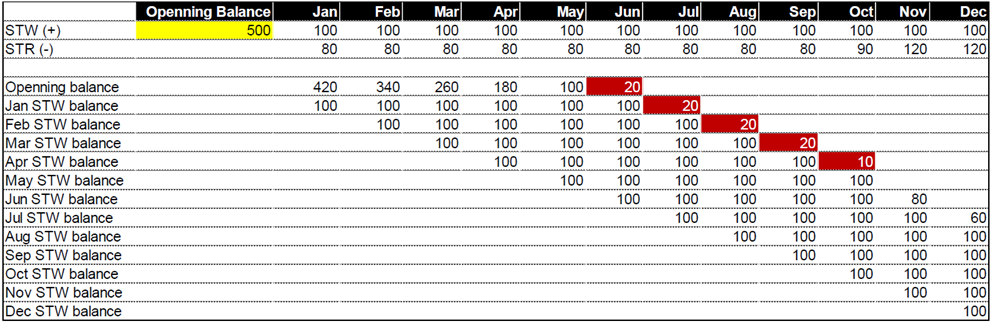 Openning Balance Jan Feb Mar Apr May Jun Jul Aug Sep Oct Nov Dec
STW (+) 500 100 100 100 100 100 100 100 100 100 100 100 100
STR (-) 80 80 80 80 80 80 80 80 80 90 120 120
Openning balance 420 340 260 180 100 20
Jan STW balance 100 100 100 100 100 100 20
Feb STW balance 100 100 100 100 100 100 20
Mar STW balance 100 100 100 100 100 100 20
Apr STW balance 100 100 100 100 100 100 10
May STW balance 100 100 100 100 100 100
Jun STW balance 100 100 100 100 100 80
Jul STW balance 100 100 100 100 100 60
Aug STW balance 100 100 100 100 100
Sep STW balance 100 100 100 100
Oct STW balance 100 100 100
Nov STW balance 100 100
Dec STW balance 100